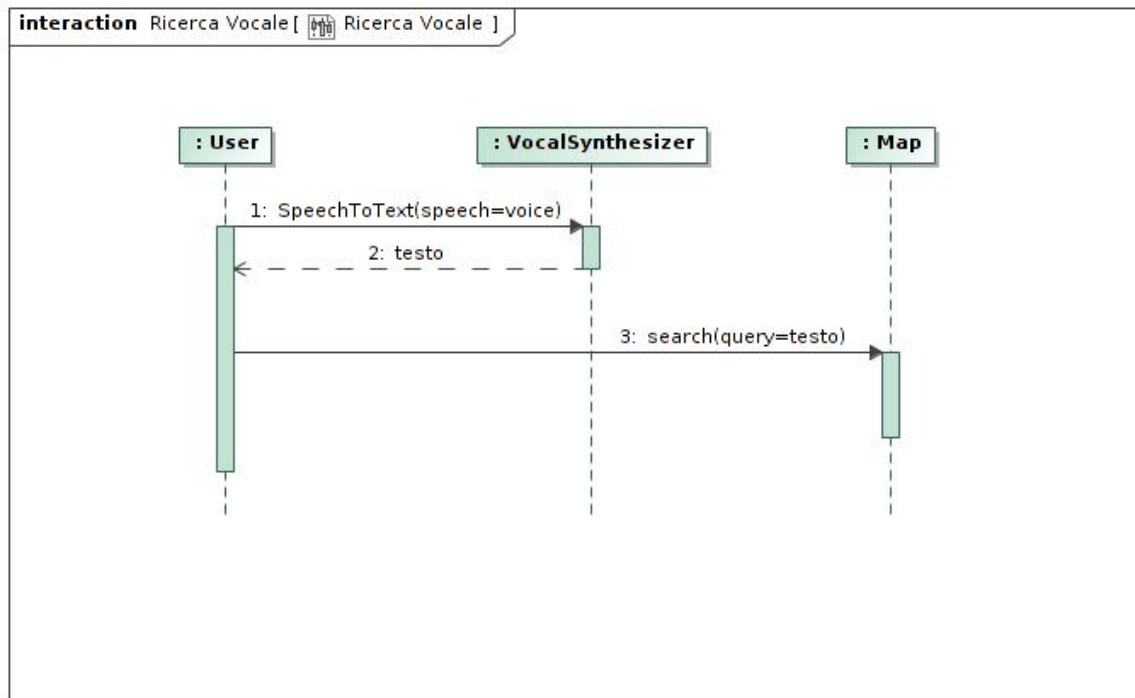 interaction Ricerca Vocale [ Ricerca Vocale ]
: User
: VocalSynthesizer
: Map
1: SpeechToText(speech=voice)
2: testo
3: search(query=testo)